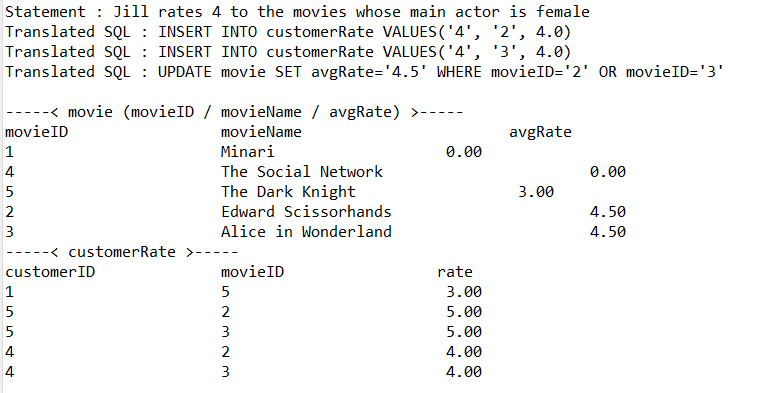 Statement : Jill rates 4 to the movies whose main actor is female
Translated SQL : INSERT INTO customerRate VALUES('4', '2', 4.0)
Translated SQL : INSERT INTO customerRate VALUES('4', '3', 4.0)
Translated SQL : UPDATE movie SET avgRate='4.5' WHERE movieID='2' OR movieID='3'
-----< movie (movieID / movieName / avgRate) >-----
movieID movieName avgRate
1 Minari 0.00
4 The Social Network 0.00
5 The Dark Knight 3.00
2 Edward Scissorhands 4.50
3 Alice in Wonderland 4.50
-----< customerRate >-----
customerID movieID rate
1 5 3.00
5 2 5.00
5 3 5.00
4 2 4.00
4 3 4.00